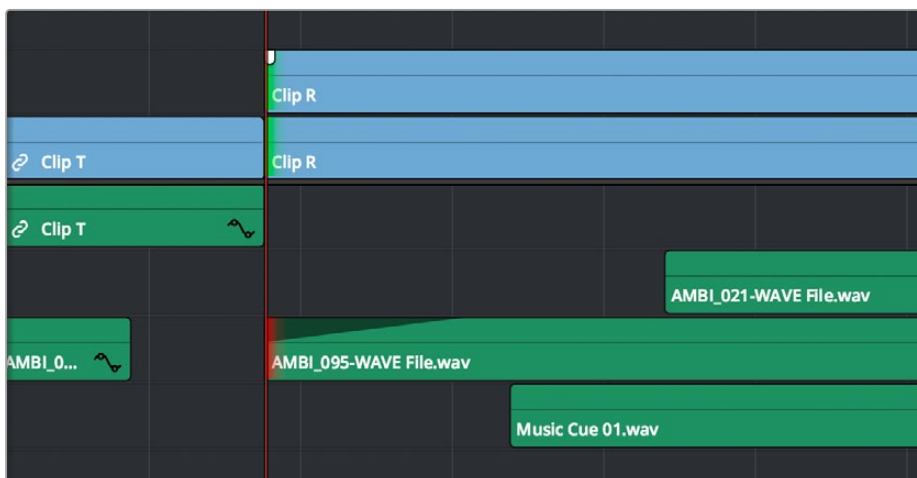 Clip R
Clip T
Clip R
Clip T
AMBI_021-WAVE File.wav
AMBI_0...
AMBI_095-WAVE File.wav
Music Cue 01.wav